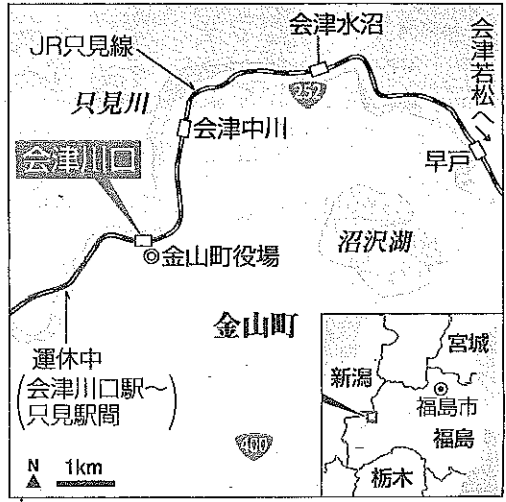 会津水沼
会津若松へ
JR只見線
252
只見川
会津中川
早戸
会津川口
沼沢湖
金山町役場
金山町
運休中
(会津川口駅〜
只見駅間)
宮城
新潟
福島市
福島
栃木
400
N
1km